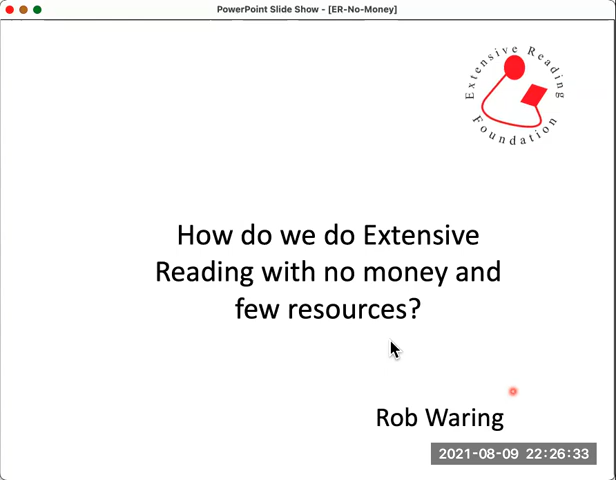 PowerPoint Slide Show - [ER-No-Money]
Extensive Reading
Foundation
How do we do Extensive
Reading with no money and
few resources?
Rob Waring
2021-08-09 22:26:33